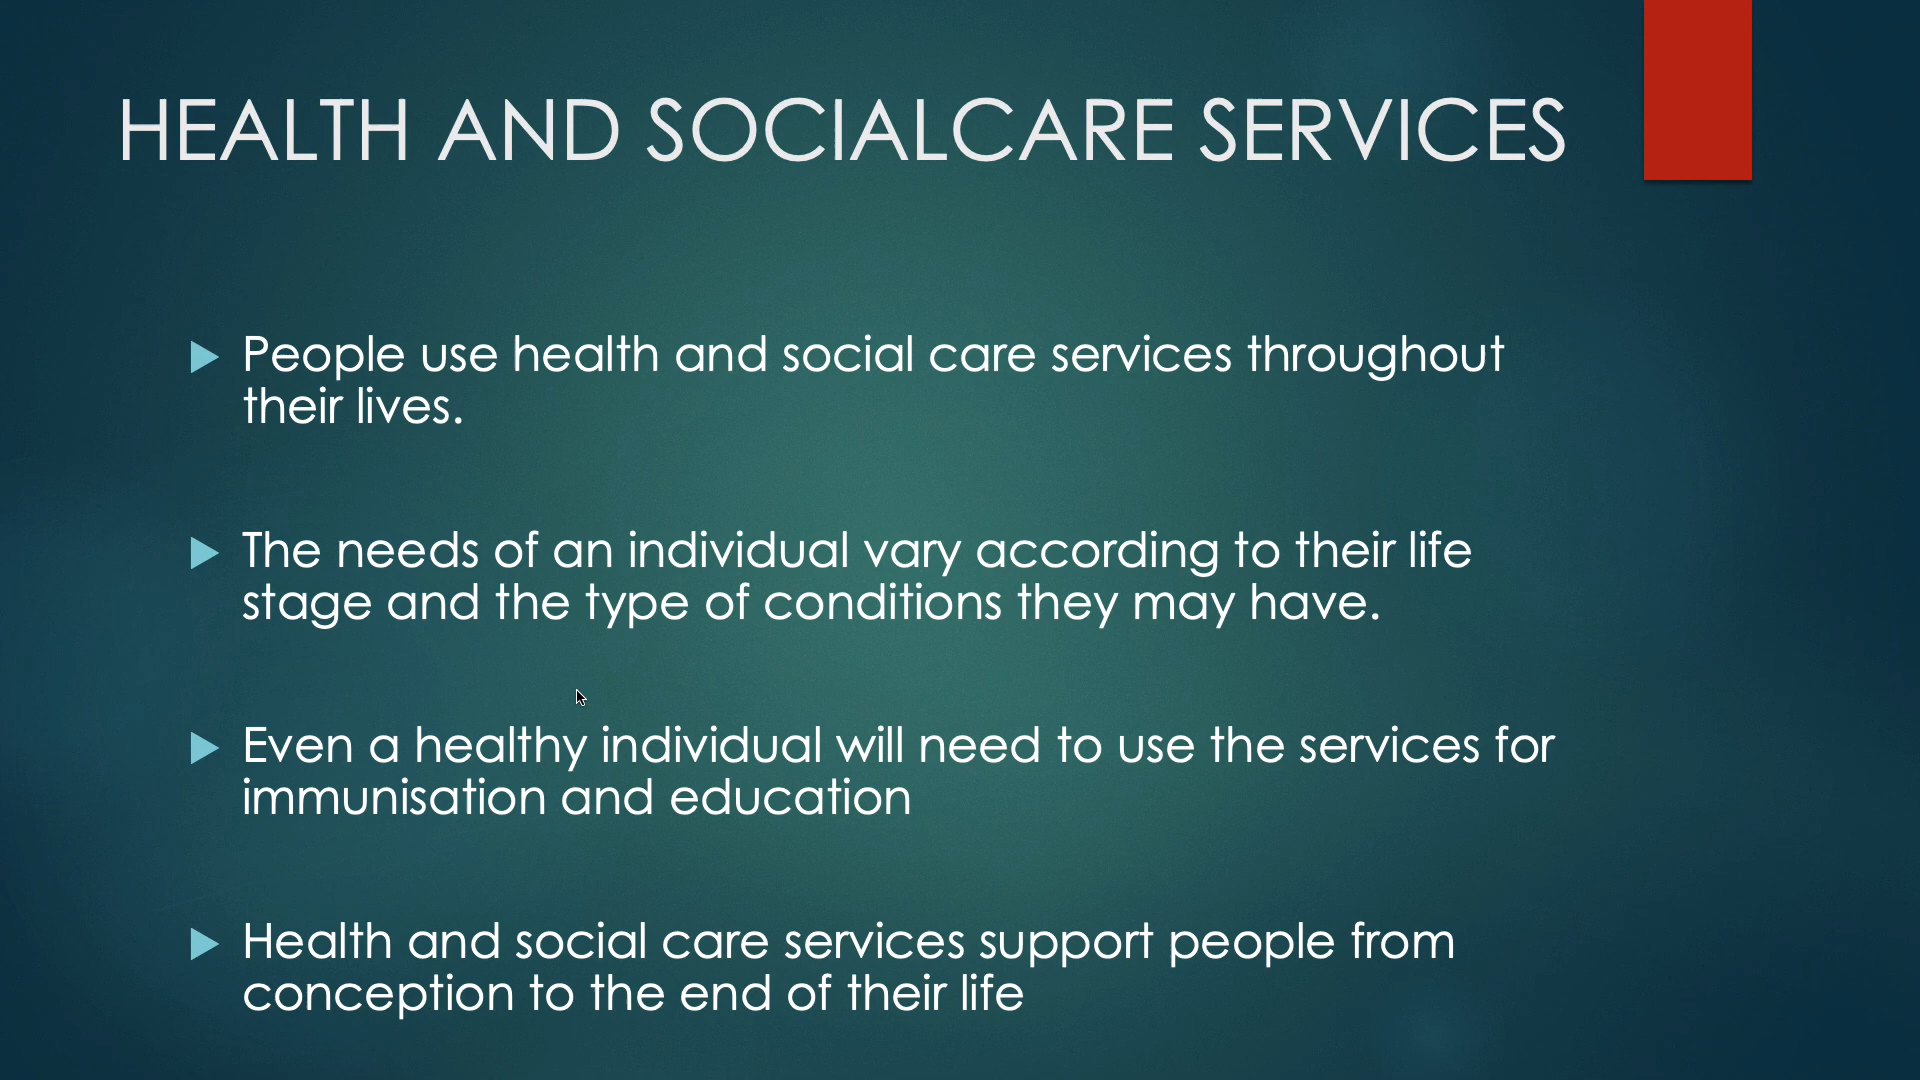 HEALTH AND SOCIALCARE SERVICES
People use health and social care services throughout
their lives.
The needs of an individual vary according to their life
stage and the type of conditions they may have.
Even a healthy individual will need to use the services for
immunisation and education
Health and social care services support people from
conception to the end of their life